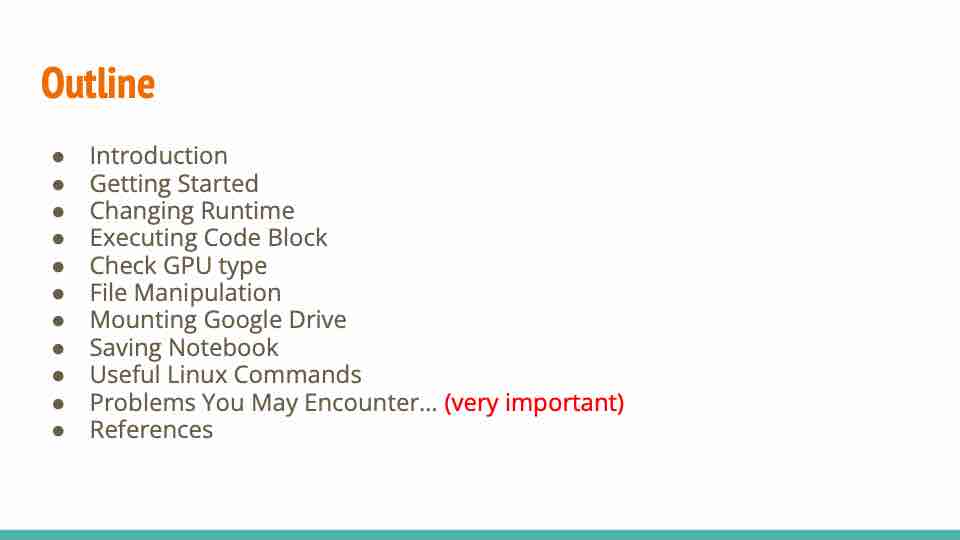 Outline
● Introduction
● Getting Started
● Changing Runtime
● Executing Code Block
● Check GPU type
● File Manipulation
● Mounting Google Drive
● Saving Notebook
● Useful Linux Commands
● Problems You May Encounter... (very important)
● References